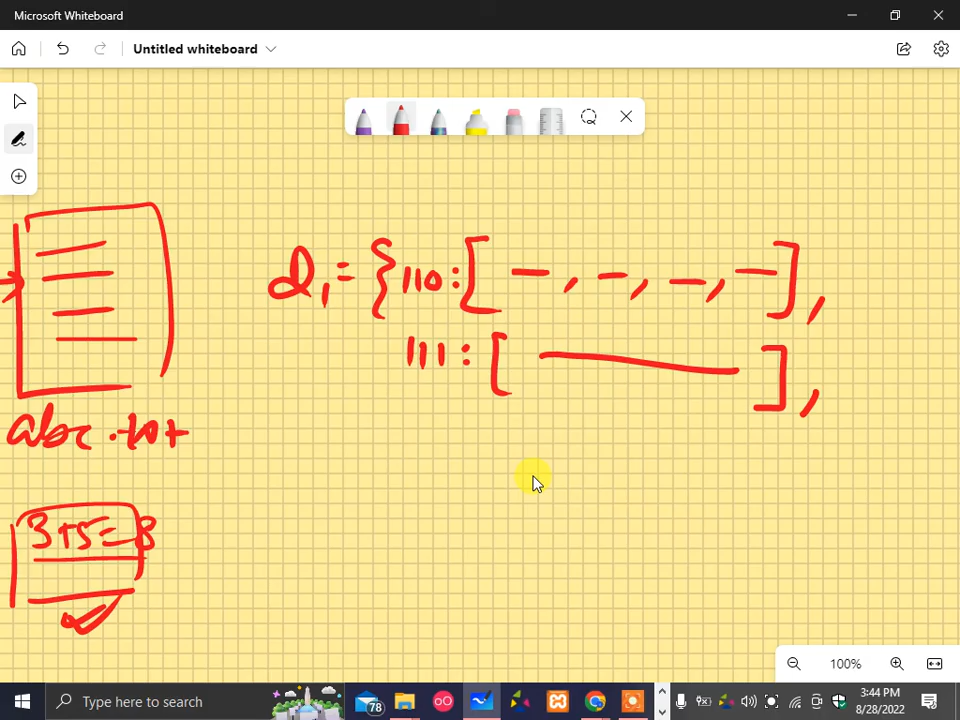 Microsoft Whiteboard
Untitled whiteboard
d1 = {110:[ — , — , — , — ],
111:[ —— ],
abc.txt
3+5=8
100%
Type here to search
78
3:44 PM
8/28/2022